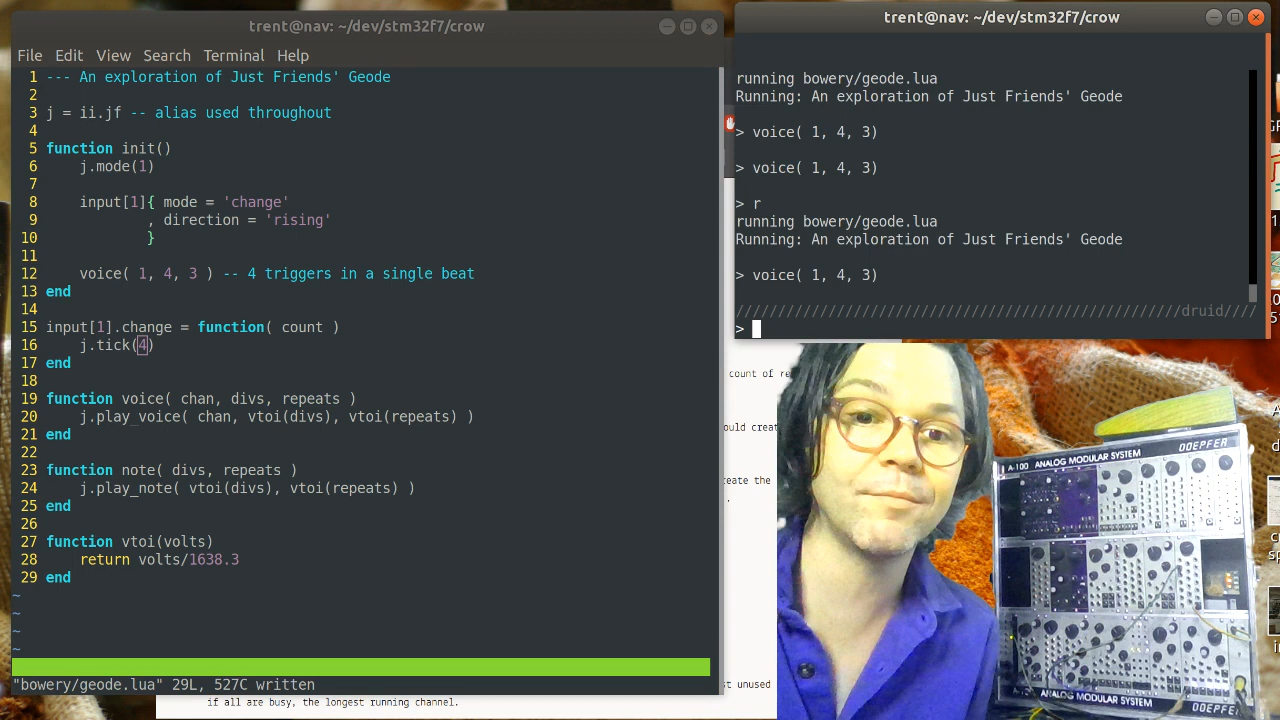 trent@nav: ~/dev/stm32f7/crow
File Edit View Search Terminal Help
1 --- An exploration of Just Friends' Geode
2
3 j = ii.jf -- alias used throughout
4
5 function init()
6 j.mode(1)
7
8 input[1]{ mode = 'change'
9 , direction = 'rising'
10 }
11
12 voice( 1, 4, 3 ) -- 4 triggers in a single beat
13 end
14
15 input[1].change = function( count )
16 j.tick(4)
17 end
18
19 function voice( chan, divs, repeats )
20 j.play_voice( chan, vtoi(divs), vtoi(repeats) )
21 end
22
23 function note( divs, repeats )
24 j.play_note( vtoi(divs), vtoi(repeats) )
25 end
26
27 function vtoi(volts)
28 return volts/1638.3
29 end
~
~
~
~
"bowery/geode.lua" 29L, 527C written
trent@nav: ~/dev/stm32f7/crow
running bowery/geode.lua
Running: An exploration of Just Friends' Geode
> voice( 1, 4, 3)
> voice( 1, 4, 3)
> r
running bowery/geode.lua
Running: An exploration of Just Friends' Geode
> voice( 1, 4, 3)
//////////////////////////////////////////////////////druid////
>
count of re
ould creat
eate the
st unused
if all are busy, the longest running channel.
A-100 ANALOG MODULAR SYSTEM DOEPFER
ANALOG MODULAR SYSTEM DOEPFER